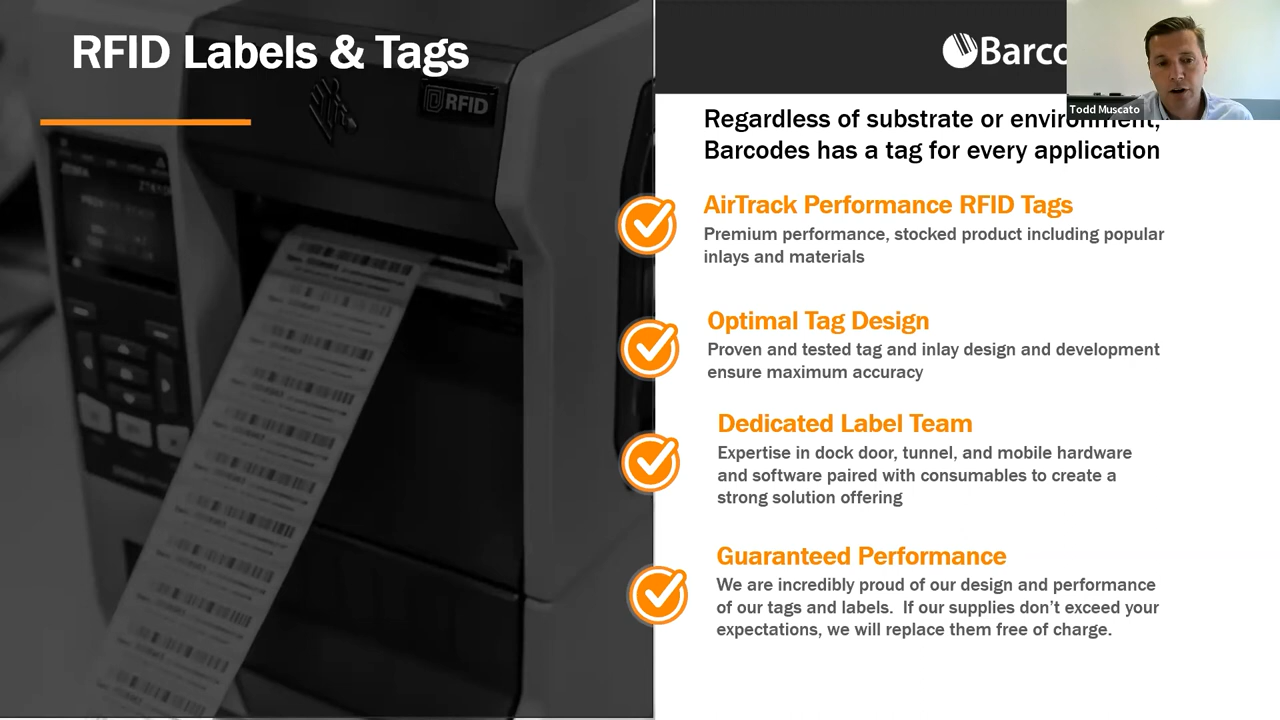 RFID Labels & Tags
RFID
Todd Muscato
Regardless of substrate or environment,
Barcodes has a tag for every application
AirTrack Performance RFID Tags
Premium performance, stocked product including popular
inlays and materials
Optimal Tag Design
Proven and tested tag and inlay design and development
ensure maximum accuracy
Dedicated Label Team
Expertise in dock door, tunnel, and mobile hardware
and software paired with consumables to create a
strong solution offering
Guaranteed Performance
We are incredibly proud of our design and performance
of our tags and labels. If our supplies don’t exceed your
expectations, we will replace them free of charge.